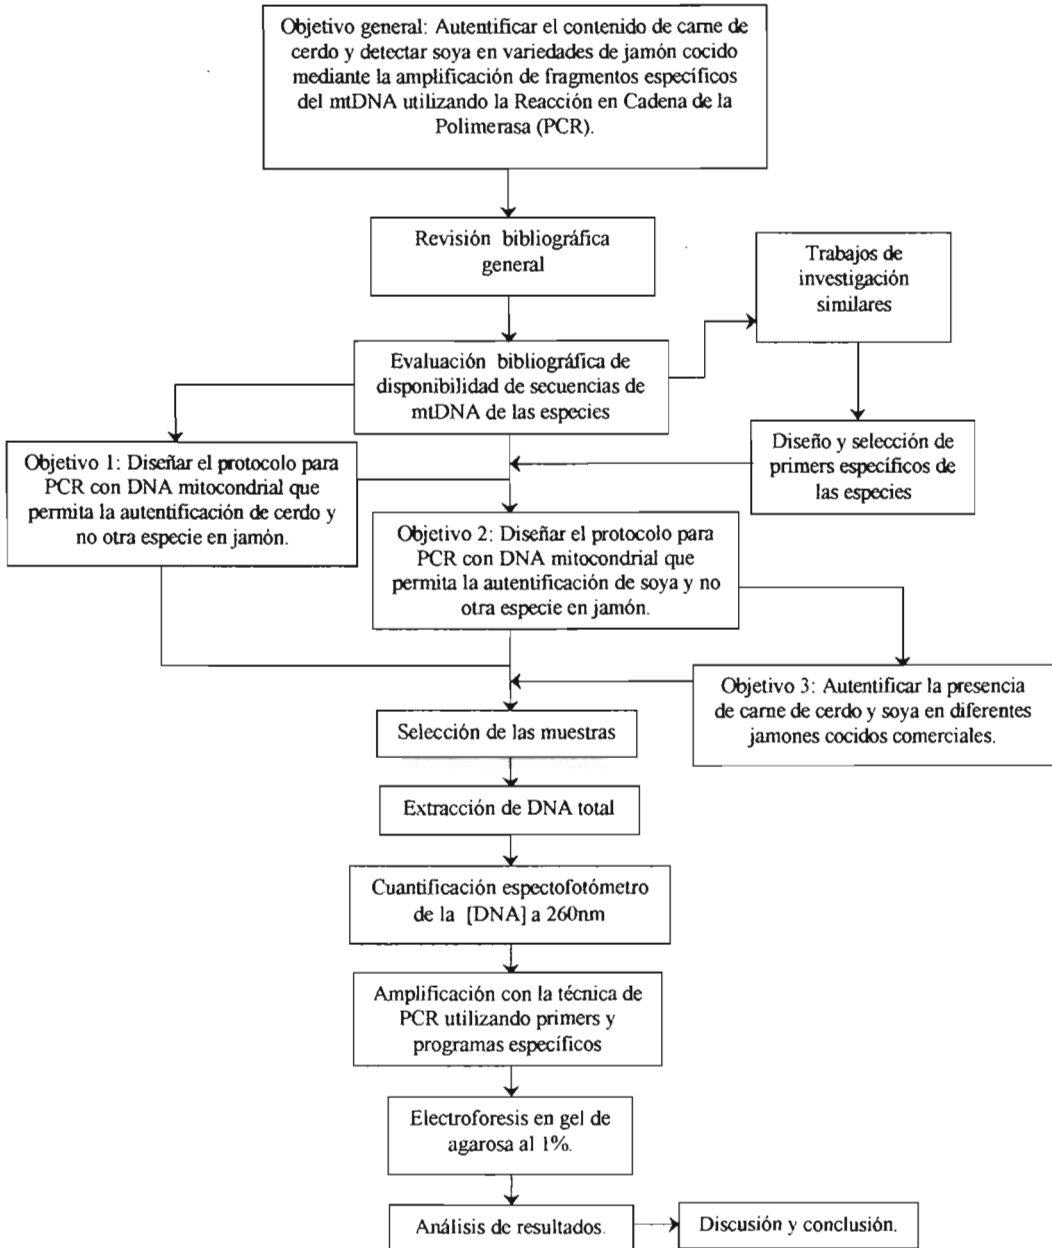 Objetivo general: Autentificar el contenido de carne de
cerdo y detectar soya en variedades de jamón cocido
mediante la amplificación de fragmentos específicos
del mtDNA utilizando la Reacción en Cadena de la
Polimerasa (PCR).
Revisión bibliográfica
general
Trabajos de
investigación
similares
Evaluación bibliográfica de
disponibilidad de secuencias de
mtDNA de las especies
Diseño y selección de
primers específicos de
las especies
Objetivo 1: Diseñar el protocolo para
PCR con DNA mitocondrial que
permita la autentificación de cerdo y
no otra especie en jamón.
Objetivo 2: Diseñar el protocolo para
PCR con DNA mitocondrial que
permita la autentificación de soya y no
otra especie en jamón.
Objetivo 3: Autentificar la presencia
de carne de cerdo y soya en diferentes
jamones cocidos comerciales.
Selección de las muestras
Extracción de DNA total
Cuantificación espectofotómetro
de la [DNA] a 260nm
Amplificación con la técnica de
PCR utilizando primers y
programas específicos
Electroforesis en gel de
agarosa al 1%.
Análisis de resultados.
Discusión y conclusión.